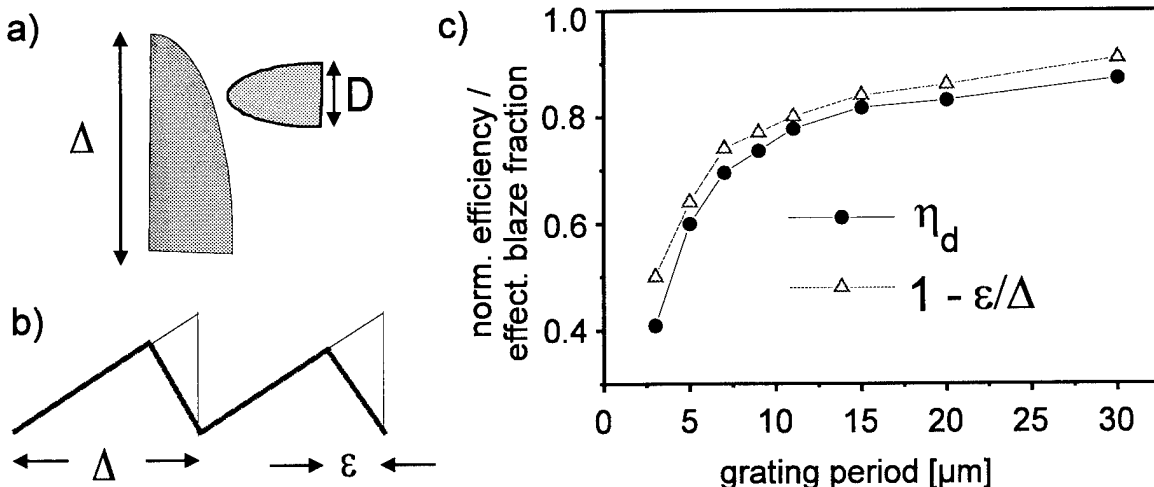 a)
Δ
D
b)
Δ
ε
c)
norm. efficiency /
effect. blaze fraction
1.0
0.8
0.6
0.4
η_d
1 - ε/Δ
0 5 10 15 20 25 30
grating period [µm]